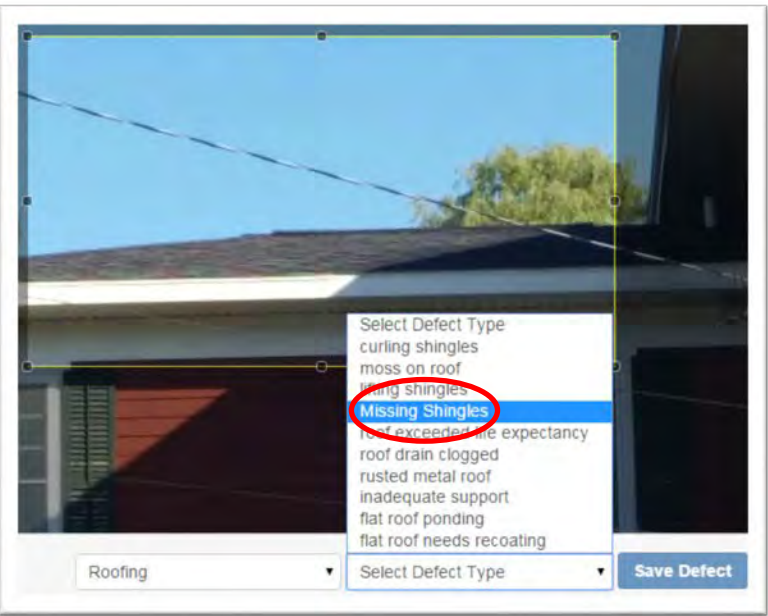 Select Defect Type
curling shingles
moss on roof
lifting shingles
Missing Shingles
roof exceeded life expectancy
roof drain clogged
rusted metal roof
inadequate support
flat roof ponding
flat roof needs recoating
Roofing Select Defect Type Save Defect